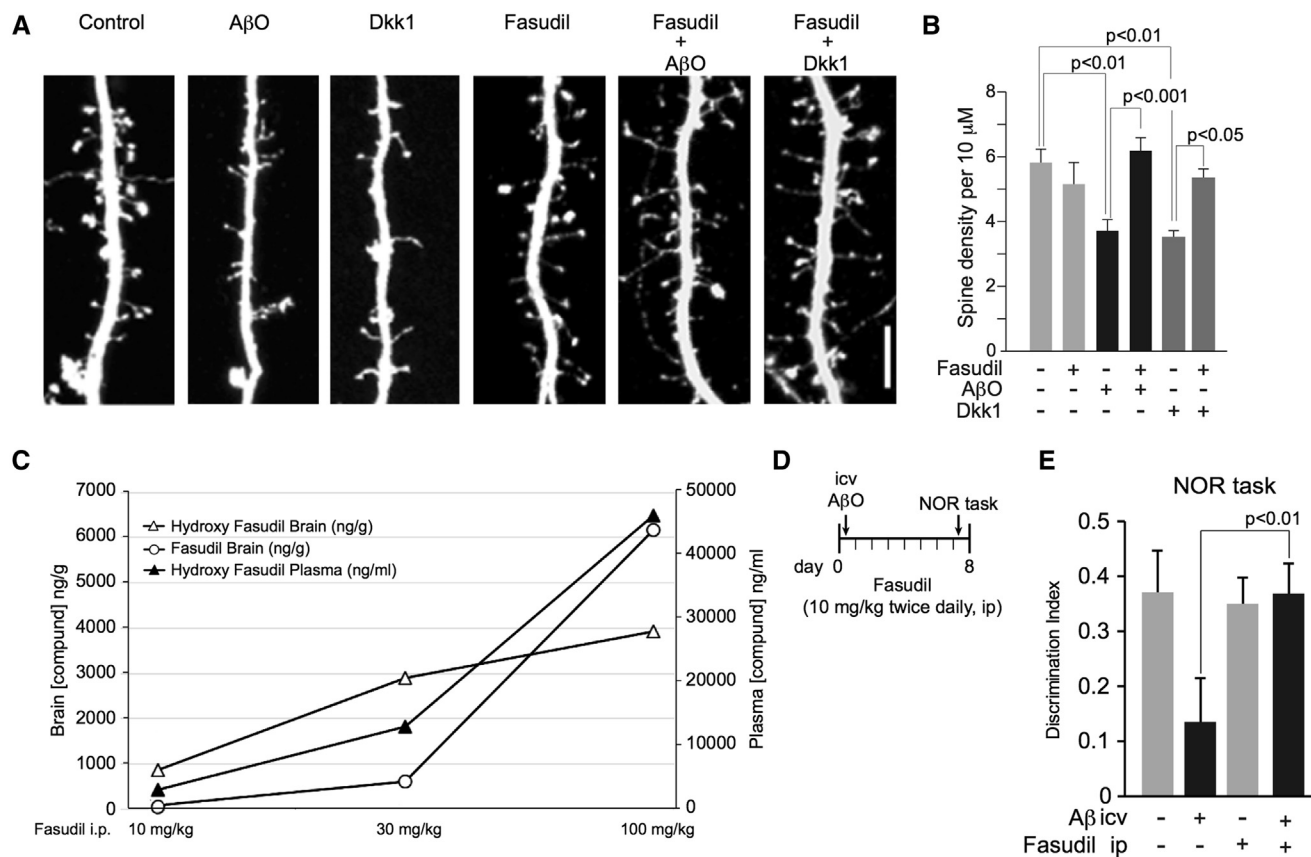 A
Control
AβO
Dkk1
Fasudil
Fasudil
+
AβO
Fasudil
+
Dkk1
B
p<0.01
p<0.01
p<0.001
p<0.05
Spine density per 10 μM
8
6
4
2
0
Fasudil - + - + - +
AβO - - + + - -
Dkk1 - - - - + +
C
Brain [compund] ng/g
7000
6000
5000
4000
3000
2000
1000
0
Hydroxy Fasudil Brain (ng/g)
Fasudil Brain (ng/g)
Hydroxy Fasudil Plasma (ng/ml)
50000
40000
30000
20000
10000
0
Plasma [compund] ng/ml
Fasudil i.p. 10 mg/kg 30 mg/kg 100 mg/kg
D
icv
AβO
NOR task
day 0 8
Fasudil
(10 mg/kg twice daily, ip)
E
NOR task
p<0.01
Discrimination Index
0.5
0.4
0.3
0.2
0.1
0
Aβ icv - + - +
Fasudil ip - - + +